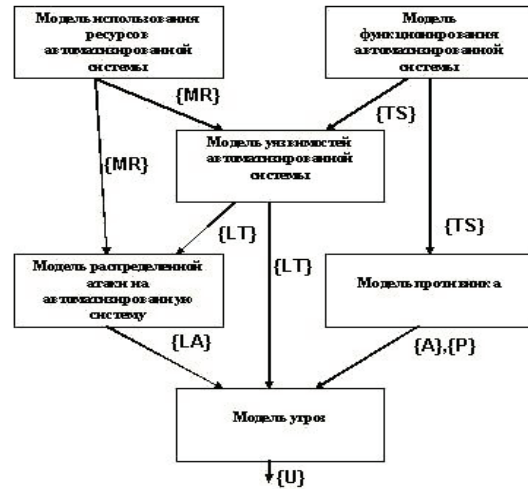 Модель использования
ресурсов
автоматизированной
системы
Модель
функционирования
автоматизированной
системы
{MR}
{TS}
Модель уязвимостей
автоматизированной
системы
{MR}
{LT}
{TS}
{LT}
Модель распределенной
атаки на
автоматизированную
систему
Модель противника
{LA}
{A},{P}
Модель угроз
{U}